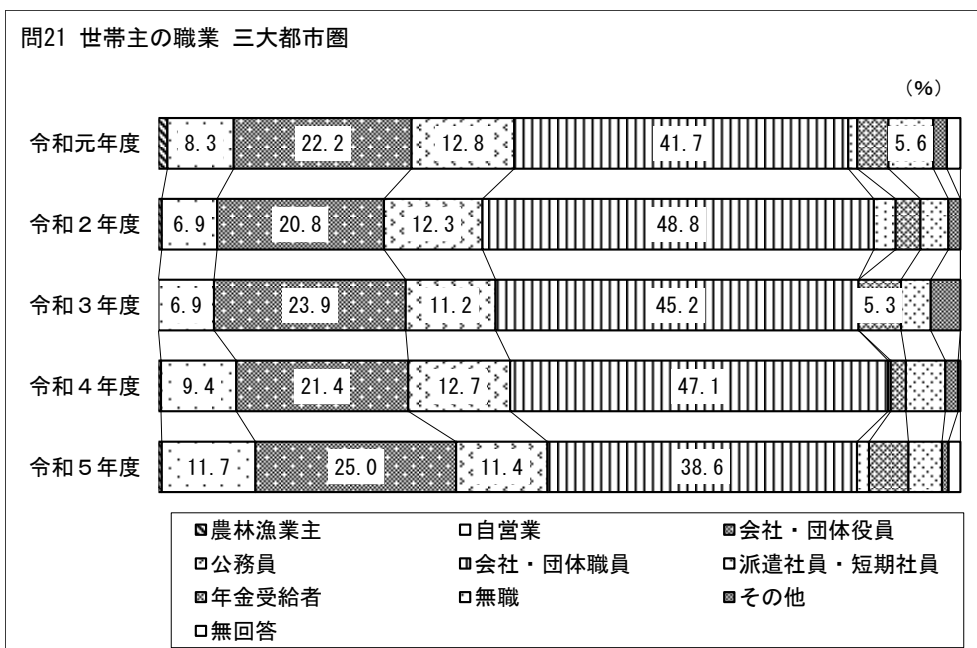 問21 世帯主の職業 三大都市圏
（%）
令和元年度 8.3 22.2 12.8 41.7 5.6
令和２年度 6.9 20.8 12.3 48.8
令和３年度 6.9 23.9 11.2 45.2 5.3
令和４年度 9.4 21.4 12.7 47.1
令和５年度 11.7 25.0 11.4 38.6
農林漁業主 自営業 会社・団体役員
公務員 会社・団体職員 派遣社員・短期社員
年金受給者 無職 その他
無回答